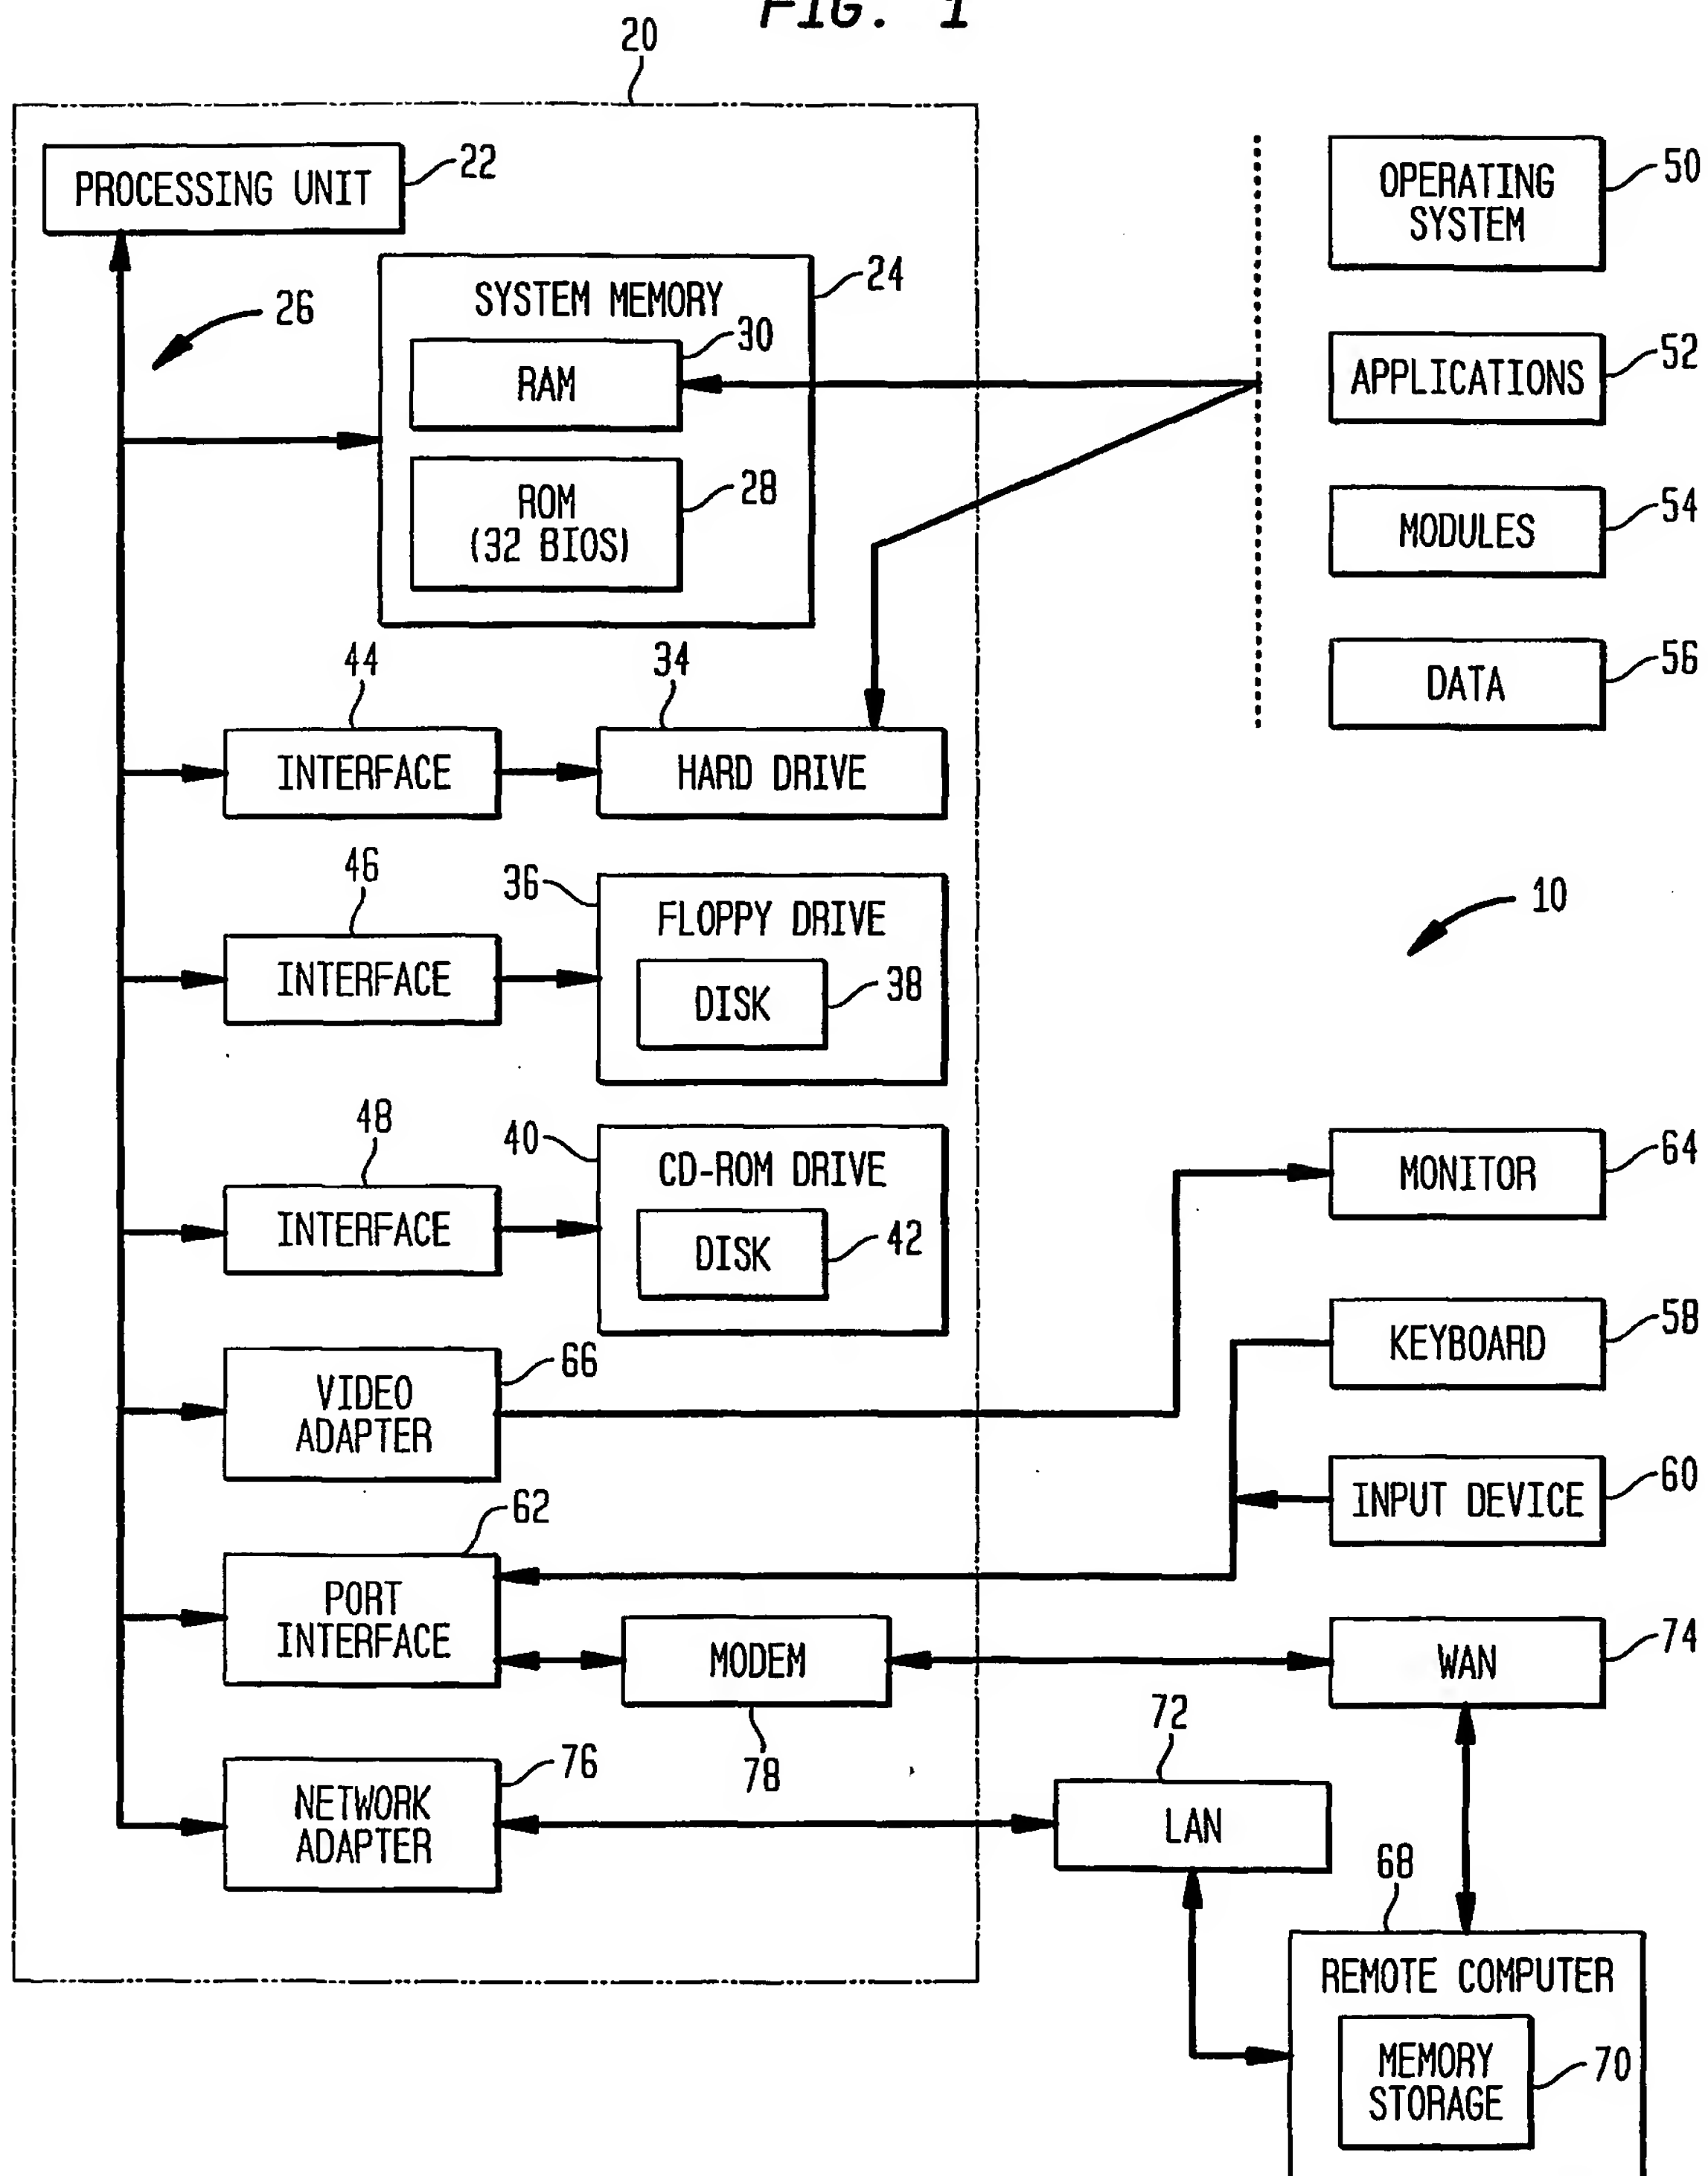 FIG. 1
20
PROCESSING UNIT
22
26
SYSTEM MEMORY
24
RAM
30
ROM
(32 BIOS)
28
OPERATING
SYSTEM
50
APPLICATIONS
52
MODULES
54
DATA
56
44
INTERFACE
34
HARD DRIVE
46
INTERFACE
36
FLOPPY DRIVE
DISK
38
10
48
INTERFACE
40
CD-ROM DRIVE
DISK
42
MONITOR
64
KEYBOARD
58
VIDEO
ADAPTER
66
INPUT DEVICE
60
62
PORT
INTERFACE
MODEM
78
WAN
74
NETWORK
ADAPTER
76
72
LAN
68
REMOTE COMPUTER
MEMORY
STORAGE
70